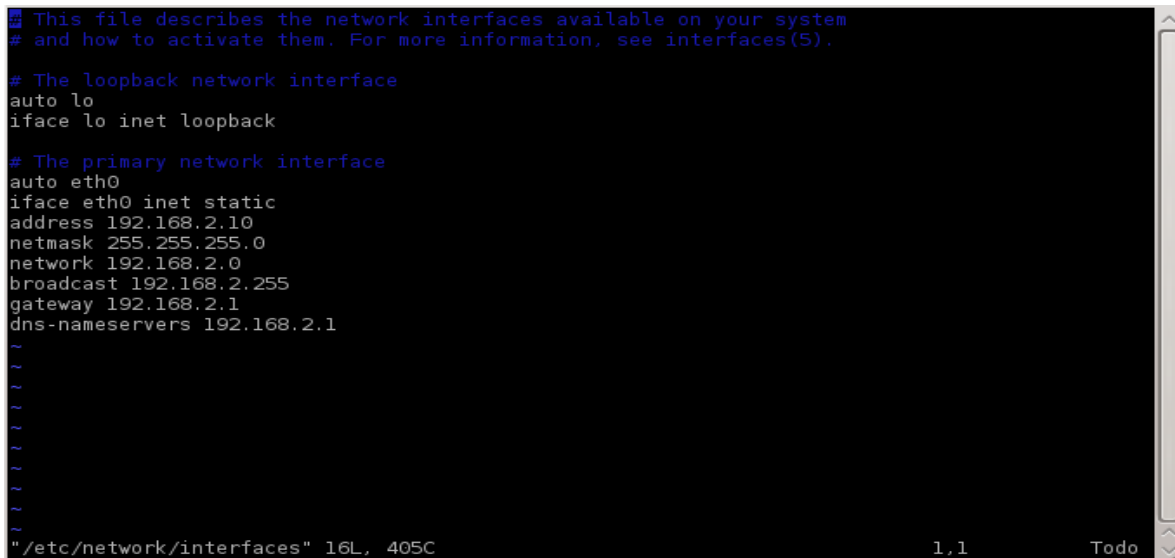 # This file describes the network interfaces available on your system
# and how to activate them. For more information, see interfaces(5).
# The loopback network interface
auto lo
iface lo inet loopback
# The primary network interface
auto eth0
iface eth0 inet static
address 192.168.2.10
netmask 255.255.255.0
network 192.168.2.0
broadcast 192.168.2.255
gateway 192.168.2.1
dns-nameservers 192.168.2.1
~
~
~
~
~
~
~
~
~
~
"/etc/network/interfaces" 16L, 405C 1,1 Todo